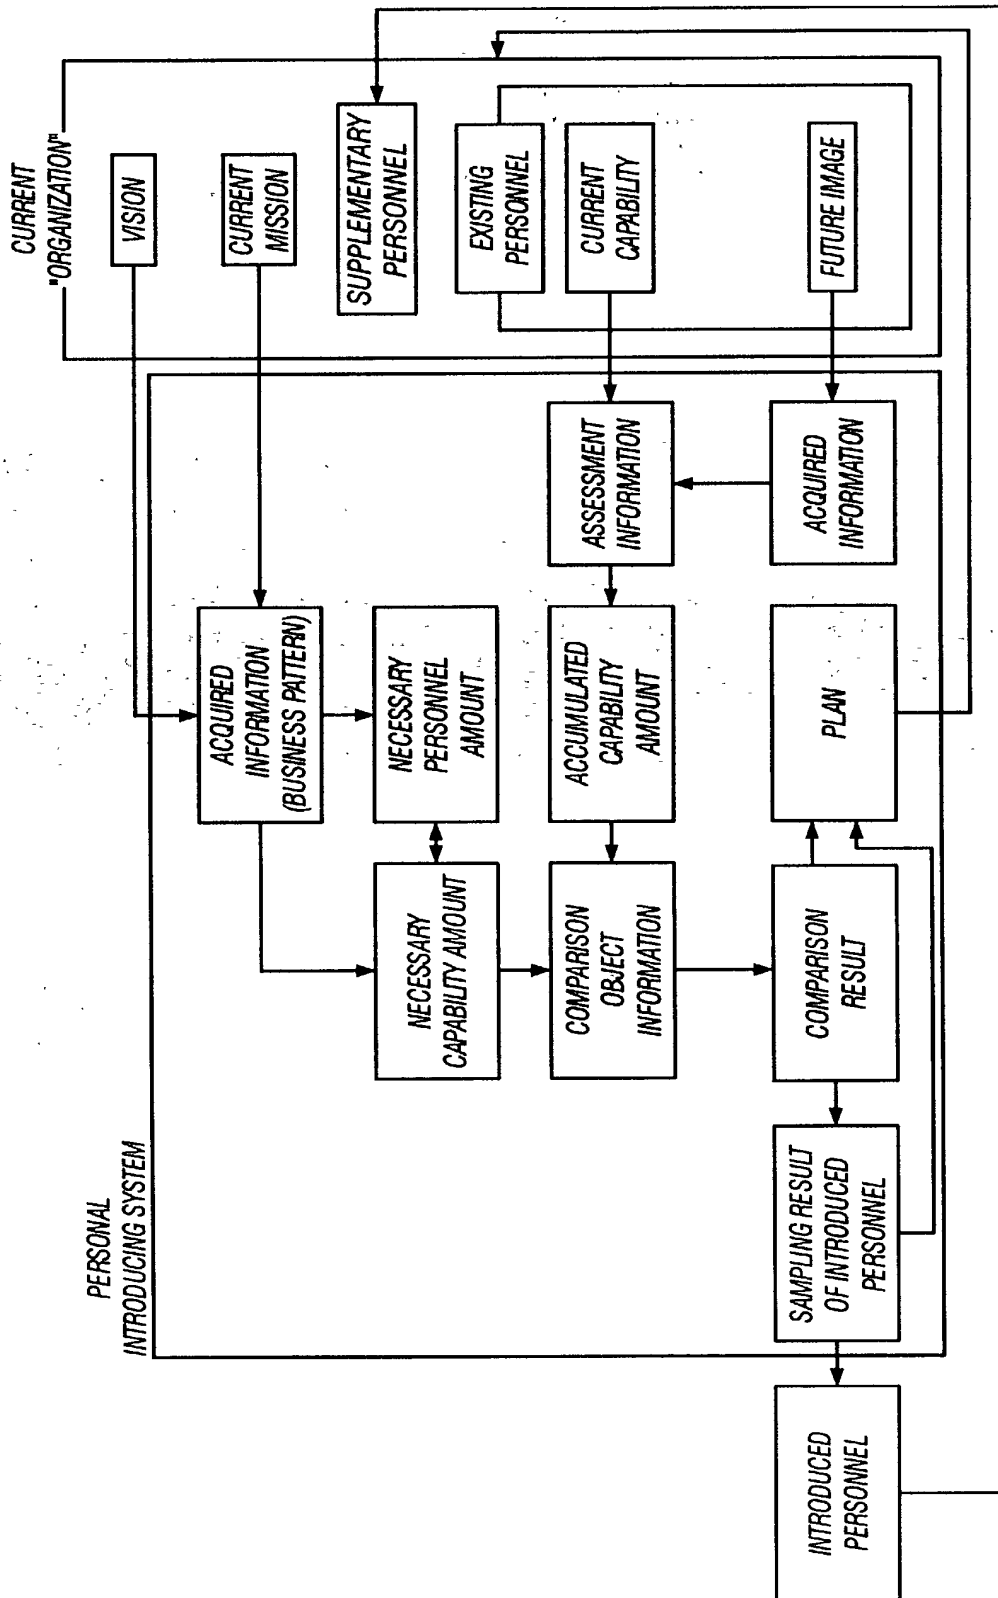 CURRENT
"ORGANIZATION"
VISION
CURRENT
MISSION
SUPPLEMENTARY
PERSONNEL
EXISTING
PERSONNEL
CURRENT
CAPABILITY
FUTURE IMAGE
PERSONAL
INTRODUCING SYSTEM
ACQUIRED
INFORMATION
(BUSINESS PATTERN)
NECESSARY
PERSONNEL
AMOUNT
NECESSARY
CAPABILITY AMOUNT
ASSESSMENT
INFORMATION
ACCUMULATED
CAPABILITY
AMOUNT
COMPARISON
OBJECT
INFORMATION
ACQUIRED
INFORMATION
PLAN
COMPARISON
RESULT
SAMPLING RESULT
OF INTRODUCED
PERSONNEL
INTRODUCED
PERSONNEL